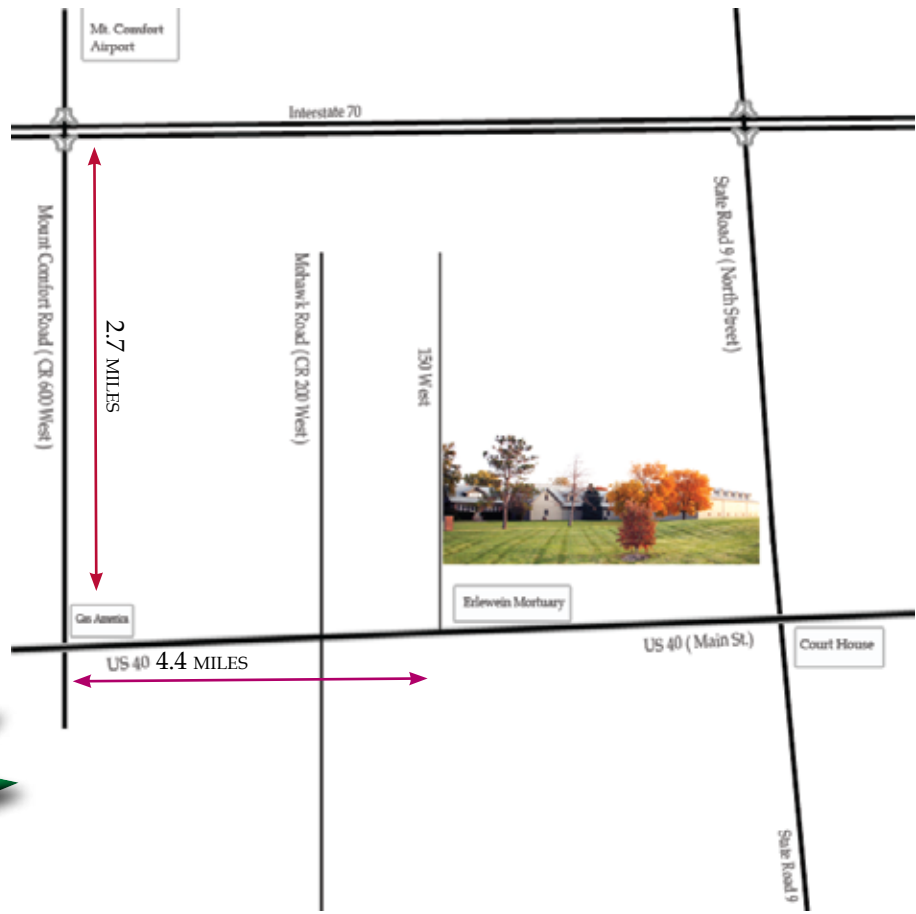 Mt. Comfort
Airport
Interstate 70
State Road 9 ( North Street )
Mount Comfort Road ( CR 600 West )
Mohawk Road (CR 200 West)
2.7 MILES
150 West
Erlewein Mortuary
Gas America
US 40 ( Main St.)
Court House
US 40 4.4 MILES
State Road 9